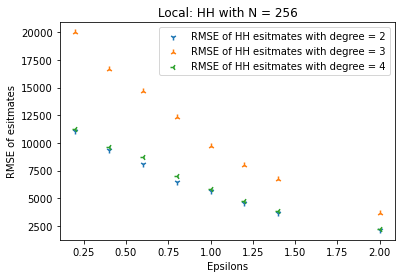 Local: HH with N = 256
RMSE of HH esitmates with degree = 2
RMSE of HH esitmates with degree = 3
RMSE of HH esitmates with degree = 4
RMSE of esitmates
20000
17500
15000
12500
10000
7500
5000
2500
0.25 0.50 0.75 1.00 1.25 1.50 1.75 2.00
Epsilons